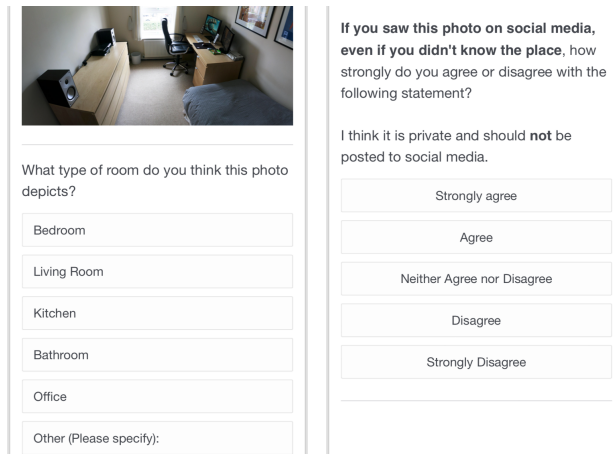 What type of room do you think this photo
depicts?
Bedroom
Living Room
Kitchen
Bathroom
Office
Other (Please specify):
If you saw this photo on social media,
even if you didn't know the place, how
strongly do you agree or disagree with the
following statement?
I think it is private and should not be
posted to social media.
Strongly agree
Agree
Neither Agree nor Disagree
Disagree
Strongly Disagree